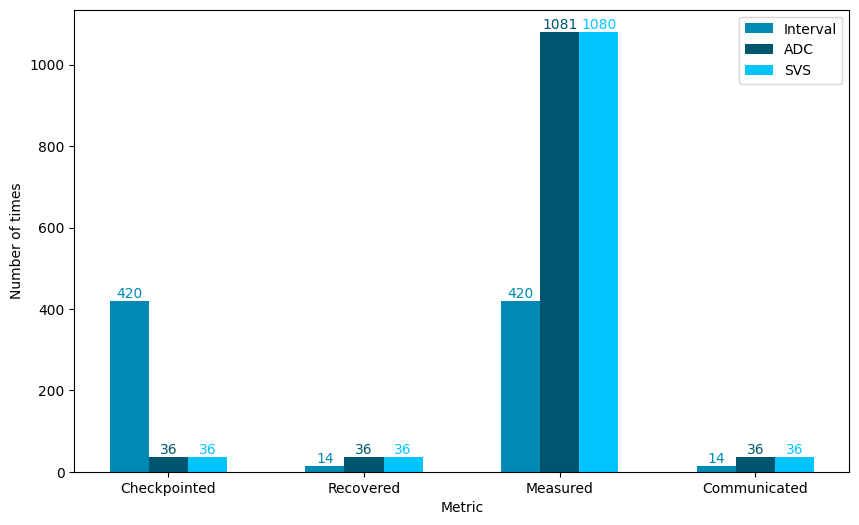 1081 1080
Interval
ADC
SVS
1000
800
600
400
200
0
Number of times
420
36
36
14
36
36
420
14
36
36
Checkpointed
Recovered
Measured
Communicated
Metric